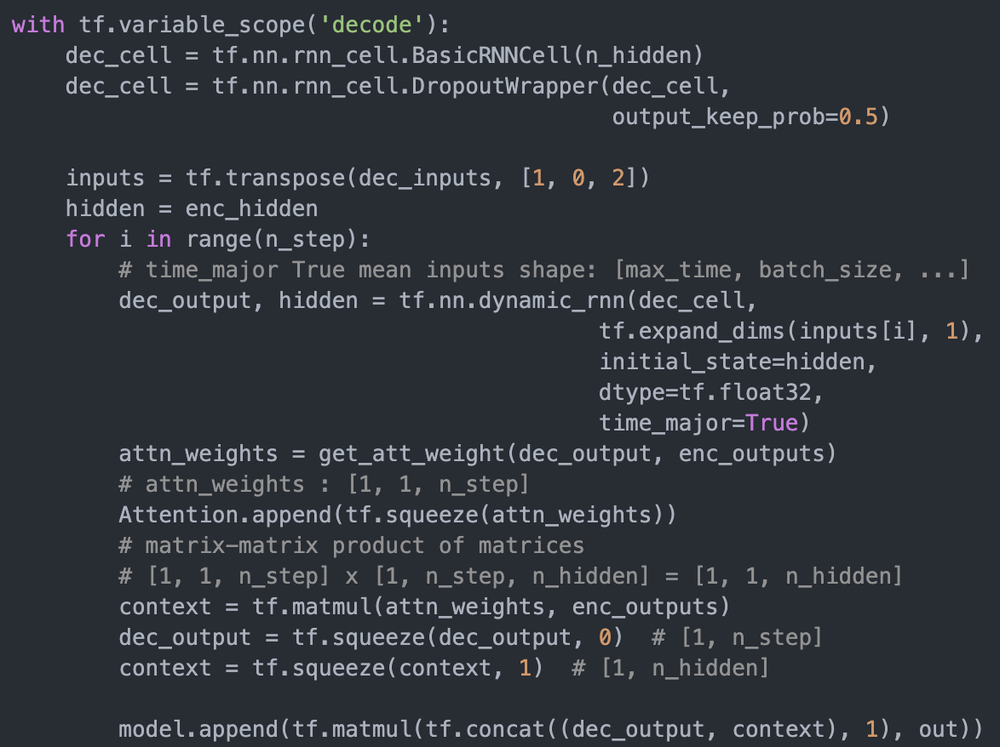 with tf.variable_scope('decode'):
    dec_cell = tf.nn.rnn_cell.BasicRNNCell(n_hidden)
    dec_cell = tf.nn.rnn_cell.DropoutWrapper(dec_cell,
                                             output_keep_prob=0.5)

    inputs = tf.transpose(dec_inputs, [1, 0, 2])
    hidden = enc_hidden
    for i in range(n_step):
        # time_major True mean inputs shape: [max_time, batch_size, ...]
        dec_output, hidden = tf.nn.dynamic_rnn(dec_cell,
                                            tf.expand_dims(inputs[i], 1),
                                            initial_state=hidden,
                                            dtype=tf.float32,
                                            time_major=True)
        attn_weights = get_att_weight(dec_output, enc_outputs)
        # attn_weights : [1, 1, n_step]
        Attention.append(tf.squeeze(attn_weights))
        # matrix-matrix product of matrices
        # [1, 1, n_step] x [1, n_step, n_hidden] = [1, 1, n_hidden]
        context = tf.matmul(attn_weights, enc_outputs)
        dec_output = tf.squeeze(dec_output, 0)  # [1, n_step]
        context = tf.squeeze(context, 1)  # [1, n_hidden]

        model.append(tf.matmul(tf.concat((dec_output, context), 1), out))